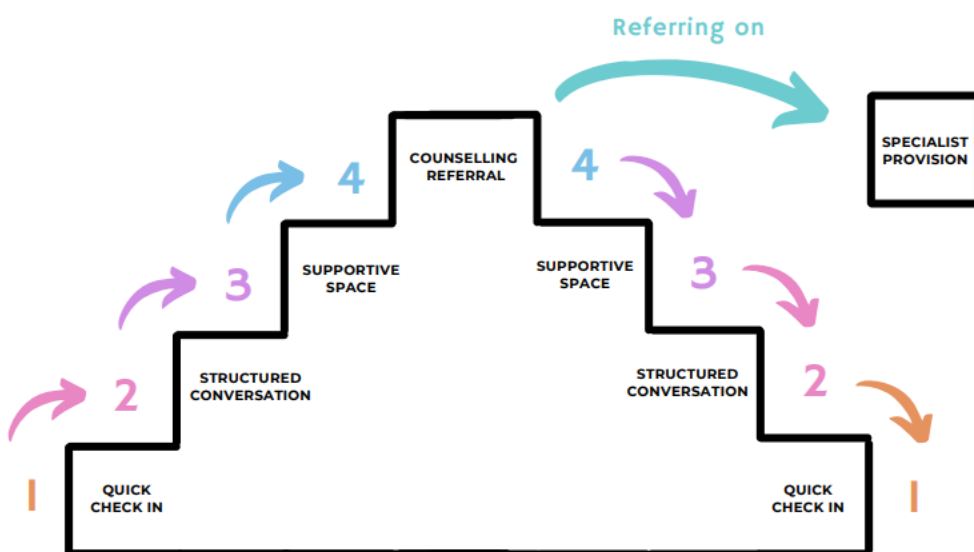 Referring on
SPECIALIST
PROVISION
COUNSELLING
REFERRAL
4
4
SUPPORTIVE
SPACE
SUPPORTIVE
SPACE
3
3
STRUCTURED
CONVERSATION
STRUCTURED
CONVERSATION
2
2
QUICK
CHECK IN
QUICK
CHECK IN
1
1